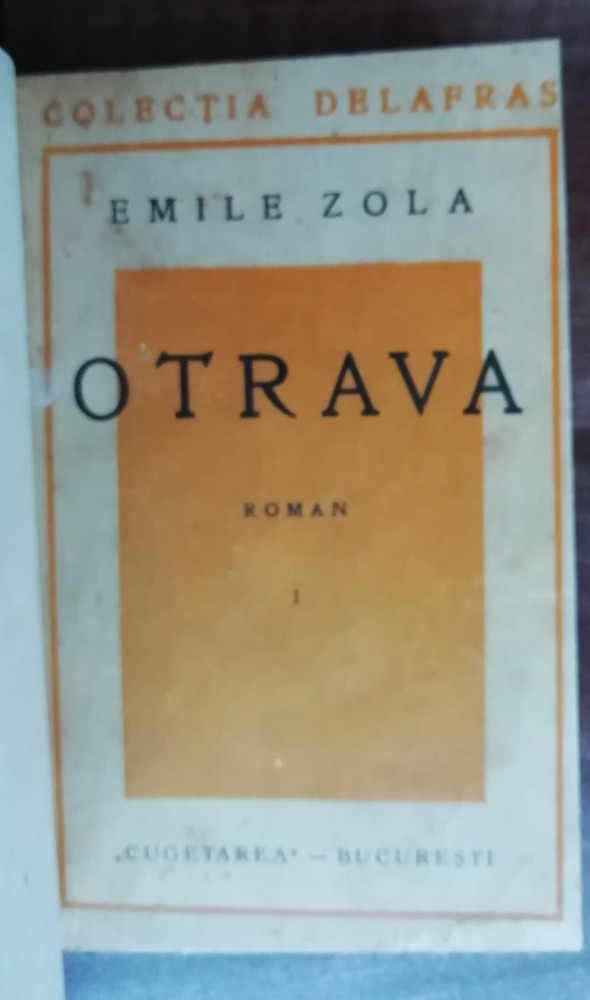 COLECȚIA DELAFRAS
EMILE ZOLA
OTRAVA
ROMAN
I
„CUGETAREA" – BUCUREȘTI